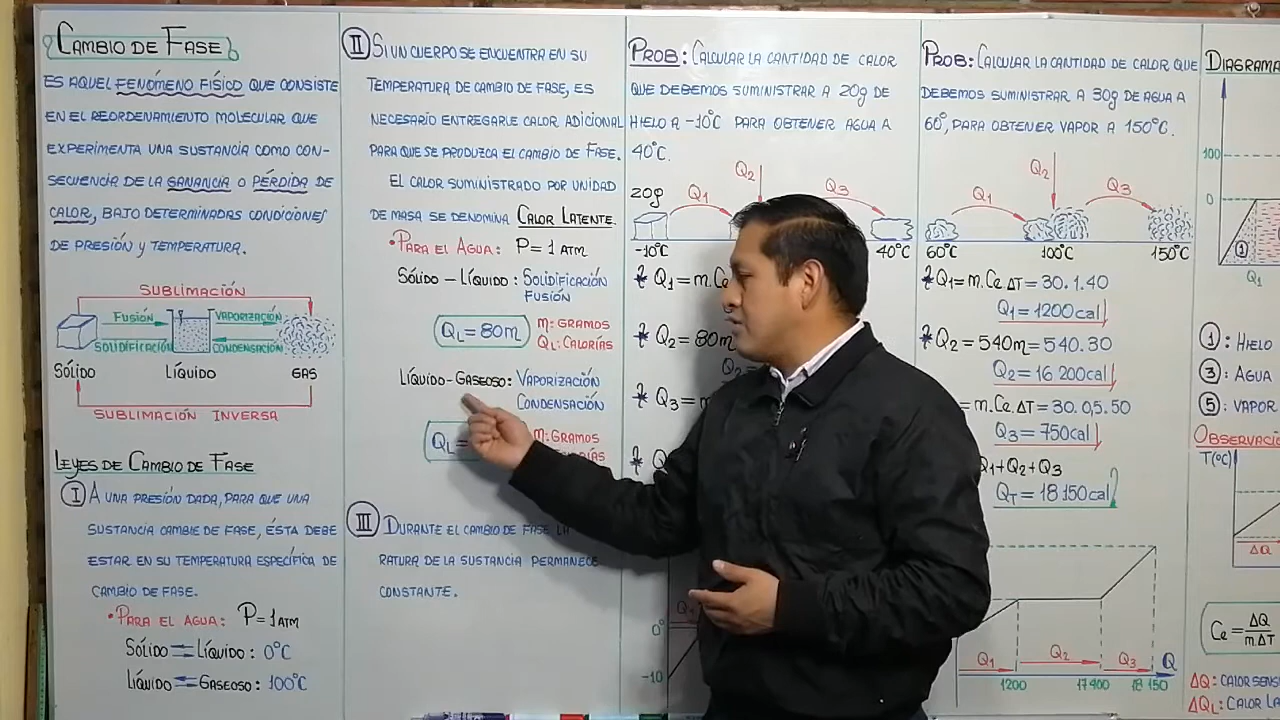 CAMBIO DE FASE
ES AQUEL FENÓMENO FÍSICO QUE CONSISTE
EN EL REORDENAMIENTO MOLECULAR QUE
EXPERIMENTA UNA SUSTANCIA COMO CON-
SECUENCIA DE LA GANANCIA O PÉRDIDA DE
CALOR, BAJO DETERMINADAS CONDICIONES
DE PRESIÓN Y TEMPERATURA.
SUBLIMACIÓN
FUSIÓN
VAPORIZACIÓN
SOLIDIFICACIÓN
CONDENSACIÓN
SÓLIDO LÍQUIDO GAS
SUBLIMACIÓN INVERSA
LEYES DE CAMBIO DE FASE
I A UNA PRESIÓN DADA, PARA QUE UNA
SUSTANCIA CAMBIE DE FASE, ÉSTA DEBE
ESTAR EN SU TEMPERATURA ESPECÍFICA DE
CAMBIO DE FASE.
• PARA EL AGUA: P=1ATM
SÓLIDO ⇌ LÍQUIDO: 0°C
LÍQUIDO ⇌ GASEOSO: 100°C
II SI UN CUERPO SE ENCUENTRA EN SU
TEMPERATURA DE CAMBIO DE FASE, ES
NECESARIO ENTREGARLE CALOR ADICIONAL
PARA QUE SE PRODUZCA EL CAMBIO DE FASE.
EL CALOR SUMINISTRADO POR UNIDAD
DE MASA SE DENOMINA CALOR LATENTE.
• PARA EL AGUA: P=1 ATM
SÓLIDO – LÍQUIDO: SOLIDIFICACIÓN
FUSIÓN
QL=80m
m: GRAMOS
QL: CALORÍAS
LÍQUIDO-GASEOSO: VAPORIZACIÓN
CONDENSACIÓN
QL=
m: GRAMOS
III DURANTE EL CAMBIO DE FASE LA
RATURA DE LA SUSTANCIA PERMANECE
CONSTANTE.
PROB: CALCULAR LA CANTIDAD DE CALOR
QUE DEBEMOS SUMINISTRAR A 20g DE
HIELO A -10°C PARA OBTENER AGUA A
40°C.
20g Q1 Q2 Q3
-10°C 40°C
* Q1=m.Ce
* Q2=80m
* Q3=m
0°
-10
PROB: CALCULAR LA CANTIDAD DE CALOR QUE
DEBEMOS SUMINISTRAR A 30g DE AGUA A
60°, PARA OBTENER VAPOR A 150°C.
Q1 Q2 Q3
60°C 100°C 150°C
* Q1=m.Ce ΔT=30.1.40
Q1=1200cal
* Q2=540m=540.30
Q2=16 200cal
=m.Ce.ΔT=30.0,5.50
Q3=750cal
Q1+Q2+Q3
QT=18 150cal
Q1 Q2 Q3 Q
1200 17400 18 150
DIAGRAMA
100
0
1
Q1
1: HIELO
3: AGUA
5: VAPOR
T(°C)
ΔQ
Ce=ΔQ/m.ΔT
ΔQ: CALOR SENS
ΔQL: CALOR LA